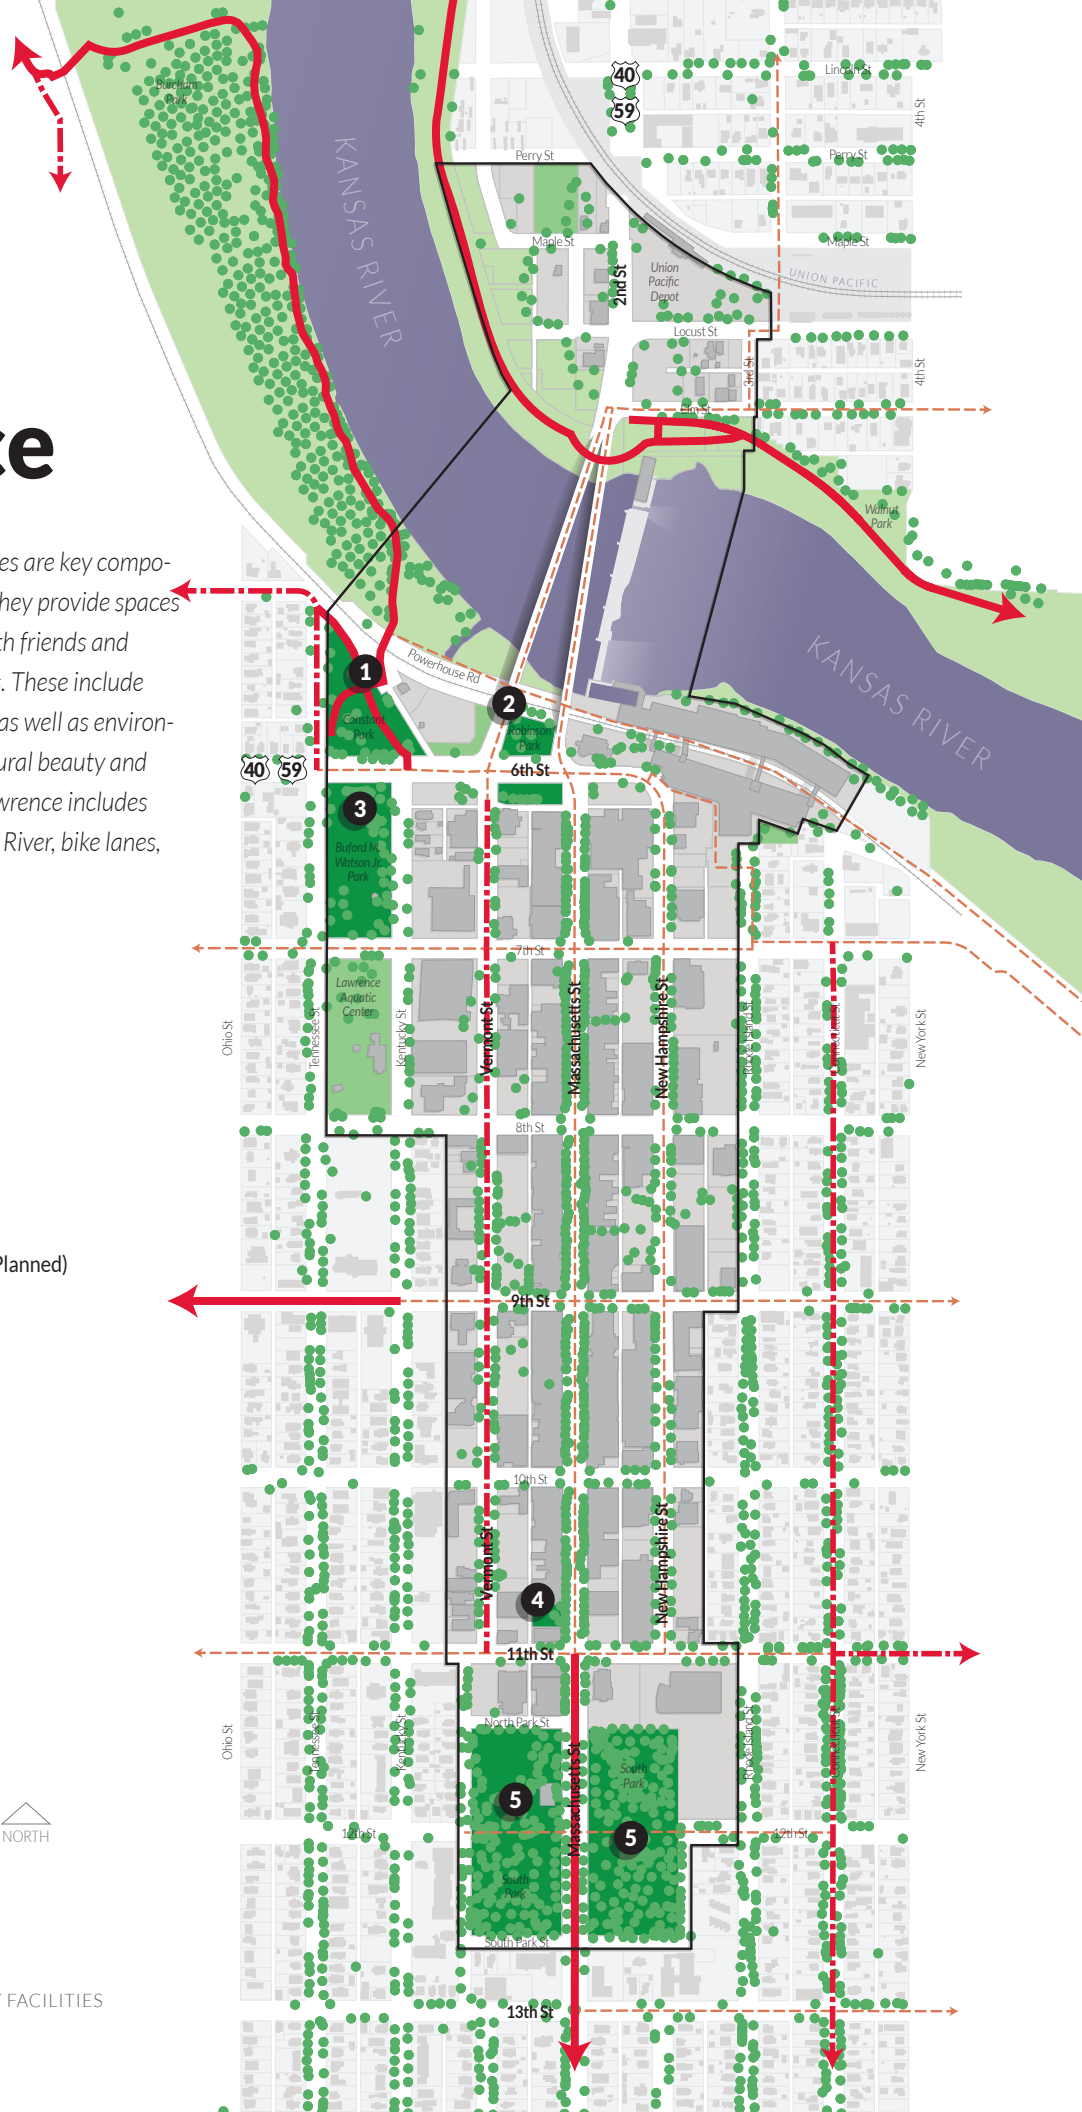 ce
es are key compo-
hey provide spaces
th friends and
. These include
as well as environ-
ural beauty and
wrence includes
River, bike lanes,
Planned)
NORTH
FACILITIES
Burcham
Park
KANSAS RIVER
40
59
Lincoln St
4th St
Perry St
Perry St
Maple St
Maple St
2nd St
Union
Pacific
Depot
UNION PACIFIC
Locust St
3rd St
4th St
Elm St
Walnut
Park
KANSAS RIVER
Powerhouse Rd
1
Constant
Park
2
Robinson
Park
40
59
6th St
3
Buford M.
Watson Jr.
Park
7th St
Lawrence
Aquatic
Center
Ohio St
Tennessee St
Kentucky St
Vermont St
Massachusetts St
New Hampshire St
Rhode Island St
Connecticut St
New York St
8th St
9th St
10th St
Vermont St
New Hampshire St
4
11th St
North Park St
Ohio St
Tennessee St
Kentucky St
Massachusetts St
Rhode Island St
Connecticut St
New York St
South
Park
5
5
12th St
12th St
South
Park
South Park St
13th St